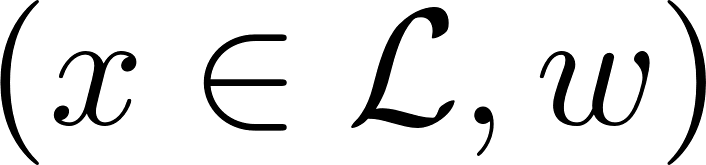 (x ∈ ℒ, w)